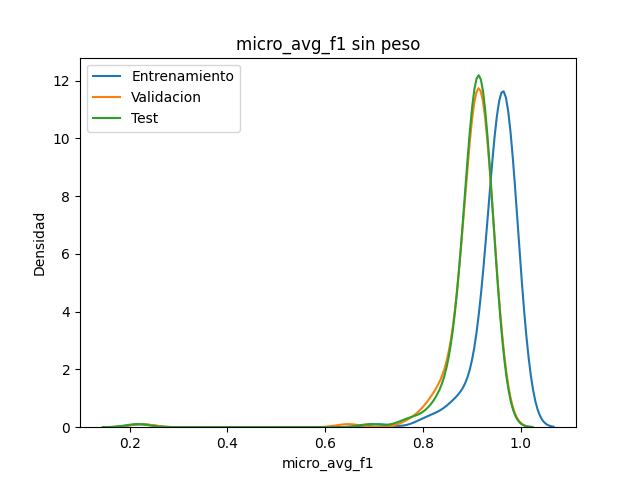 micro_avg_f1 sin peso
Entrenamiento
Validacion
Test
Densidad
12
10
8
6
4
2
0
0.2 0.4 0.6 0.8 1.0
micro_avg_f1